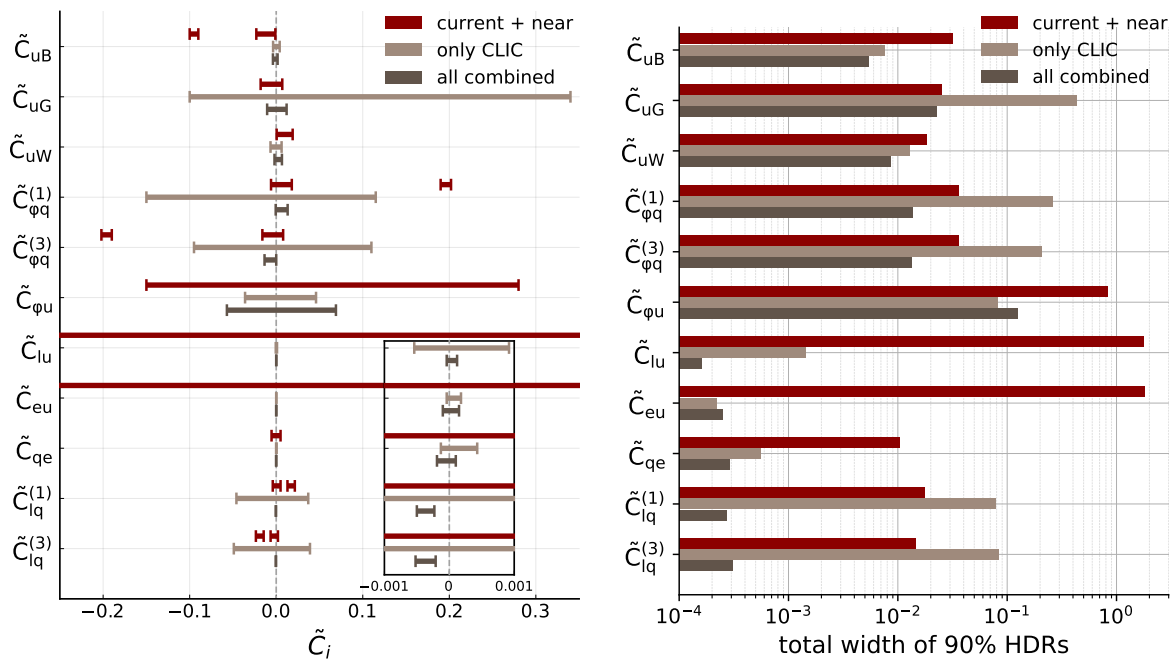 current + near
only CLIC
all combined
C̃uB
C̃uG
C̃uW
C̃φq(1)
C̃φq(3)
C̃φu
C̃lu
C̃eu
C̃qe
C̃lq(1)
C̃lq(3)
−0.001 0 0.001
−0.2 −0.1 0.0 0.1 0.2 0.3
C̃i
current + near
only CLIC
all combined
C̃uB
C̃uG
C̃uW
C̃φq(1)
C̃φq(3)
C̃φu
C̃lu
C̃eu
C̃qe
C̃lq(1)
C̃lq(3)
10⁻⁴ 10⁻³ 10⁻² 10⁻¹ 10⁰
total width of 90% HDRs